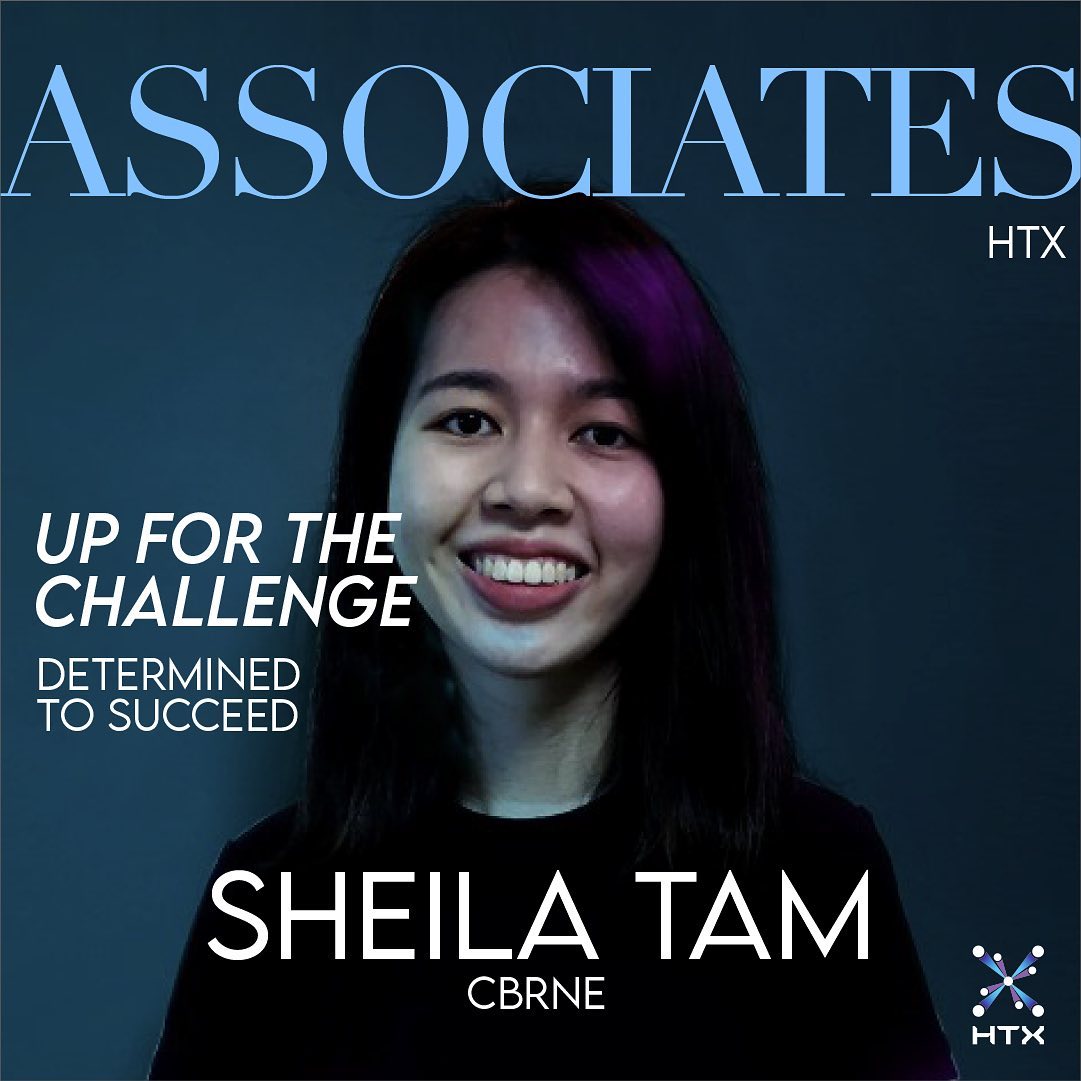 ASSOCIATES
HTX
UP FOR THE
CHALLENGE
DETERMINED
TO SUCCEED
SHEILA TAM
CBRNE
HTX